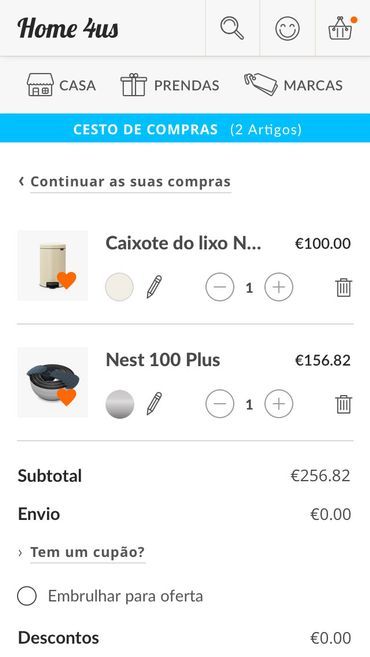 Home 4us
CASA PRENDAS MARCAS
CESTO DE COMPRAS (2 Artigos)
‹ Continuar as suas compras
Caixote do lixo N... €100.00
1
Nest 100 Plus €156.82
1
Subtotal €256.82
Envio €0.00
› Tem um cupão?
Embrulhar para oferta
Descontos €0.00